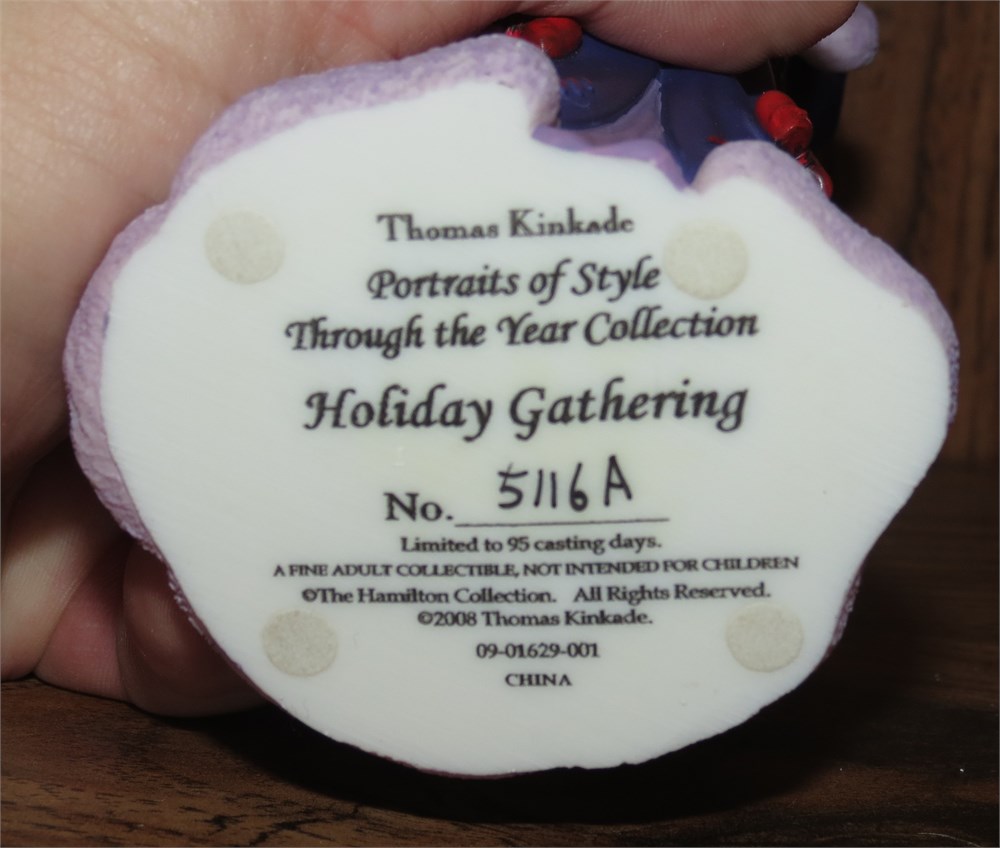 Thomas Kinkade
Portraits of Style
Through the Year Collection
Holiday Gathering
No. 5116A
Limited to 95 casting days.
A FINE ADULT COLLECTIBLE, NOT INTENDED FOR CHILDREN
©The Hamilton Collection. All Rights Reserved.
©2008 Thomas Kinkade.
09-01629-001
CHINA